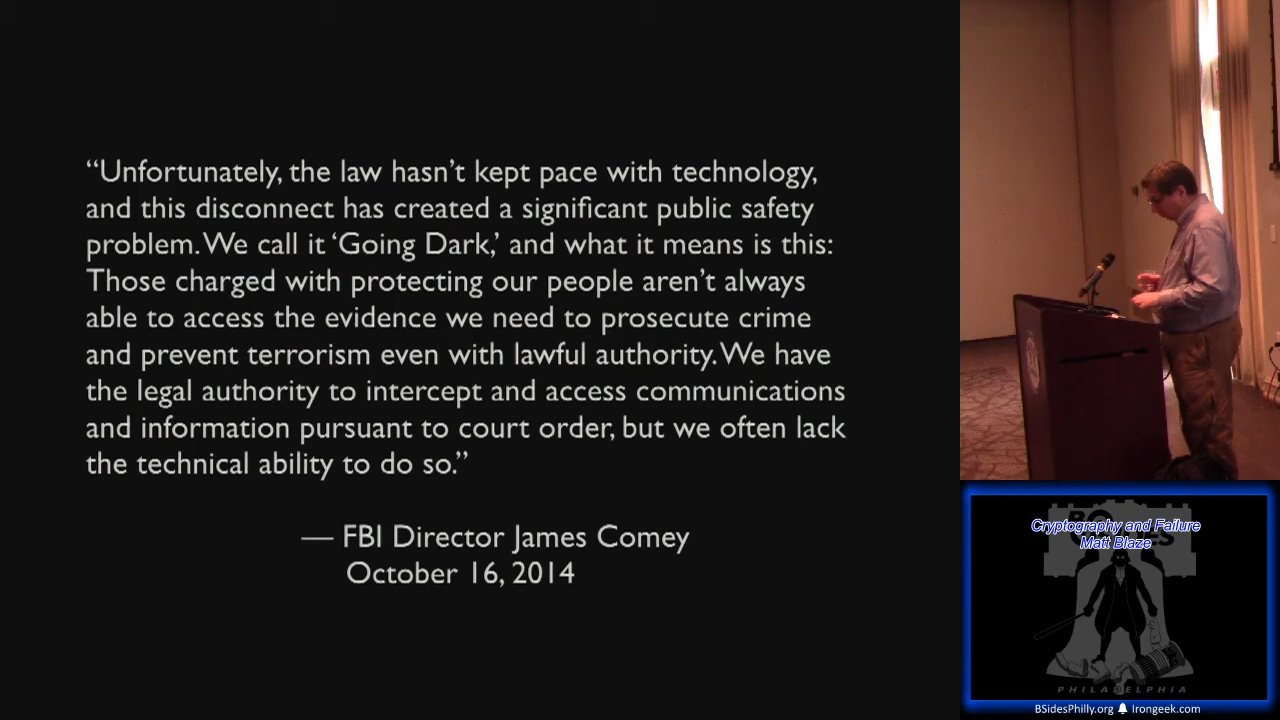 “Unfortunately, the law hasn’t kept pace with technology,
and this disconnect has created a significant public safety
problem. We call it ‘Going Dark,’ and what it means is this:
Those charged with protecting our people aren’t always
able to access the evidence we need to prosecute crime
and prevent terrorism even with lawful authority. We have
the legal authority to intercept and access communications
and information pursuant to court order, but we often lack
the technical ability to do so.”
— FBI Director James Comey
October 16, 2014
Cryptography and Failure
Matt Blaze
PHILADELPHIA
BSidesPhilly.org Irongeek.com